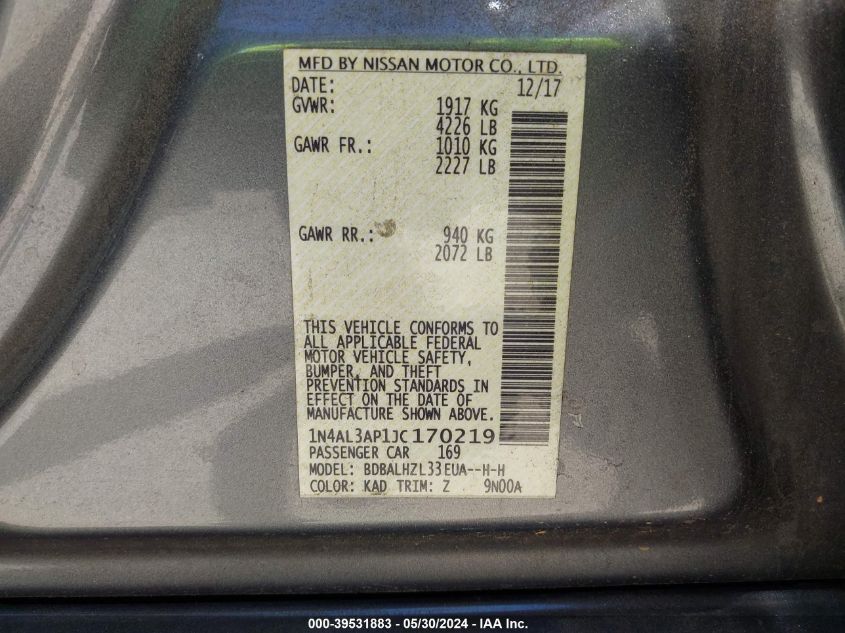 MFD BY NISSAN MOTOR CO., LTD.
DATE: 12/17
GVWR: 1917 KG
4226 LB
GAWR FR.: 1010 KG
2227 LB
GAWR RR.: 940 KG
2072 LB
THIS VEHICLE CONFORMS TO
ALL APPLICABLE FEDERAL
MOTOR VEHICLE SAFETY,
BUMPER, AND THEFT
PREVENTION STANDARDS IN
EFFECT ON THE DATE OF
MANUFACTURE SHOWN ABOVE.
1N4AL3AP1JC170219
PASSENGER CAR 169
MODEL: BDBALHZL33EUA--H-H
COLOR: KAD TRIM: Z 9N00A
000-39531883 - 05/30/2024 - IAA Inc.